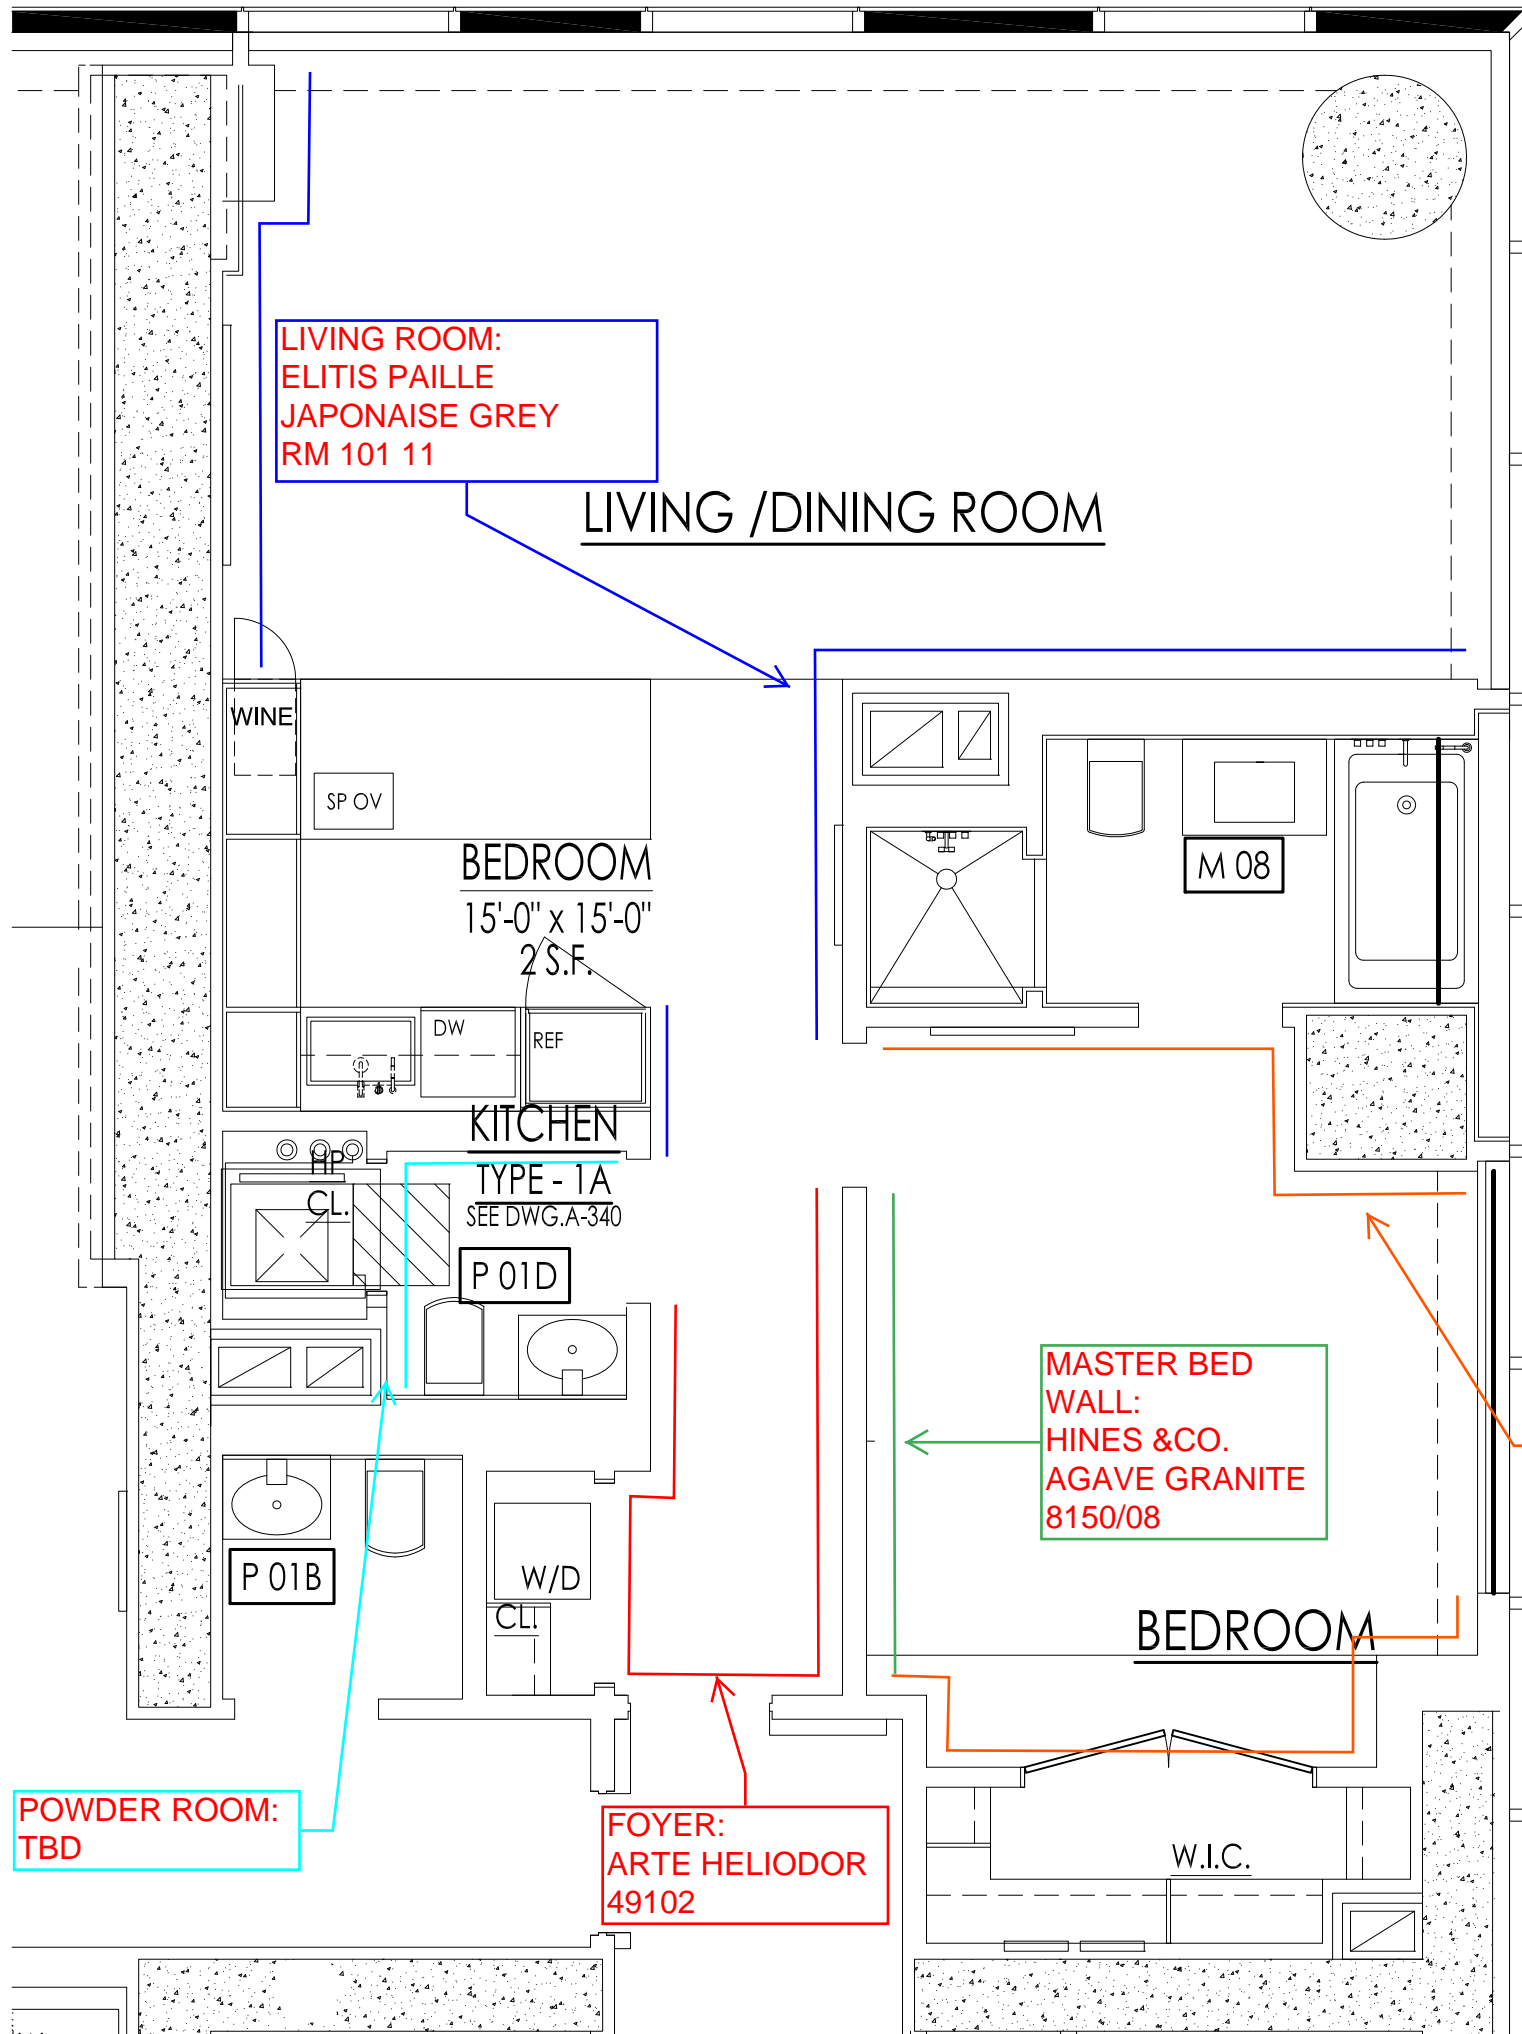 LIVING ROOM:
ELITIS PAILLE
JAPONAISE GREY
RM 101 11
LIVING /DINING ROOM
WINE
SP OV
BEDROOM
15'-0" x 15'-0"
2 S.F.
M 08
DW
REF
KITCHEN
TYPE - 1A
SEE DWG.A-340
HP
CL.
P 01D
MASTER BED
WALL:
HINES &CO.
AGAVE GRANITE
8150/08
P 01B
W/D
CL.
BEDROOM
POWDER ROOM:
TBD
FOYER:
ARTE HELIODOR
49102
W.I.C.